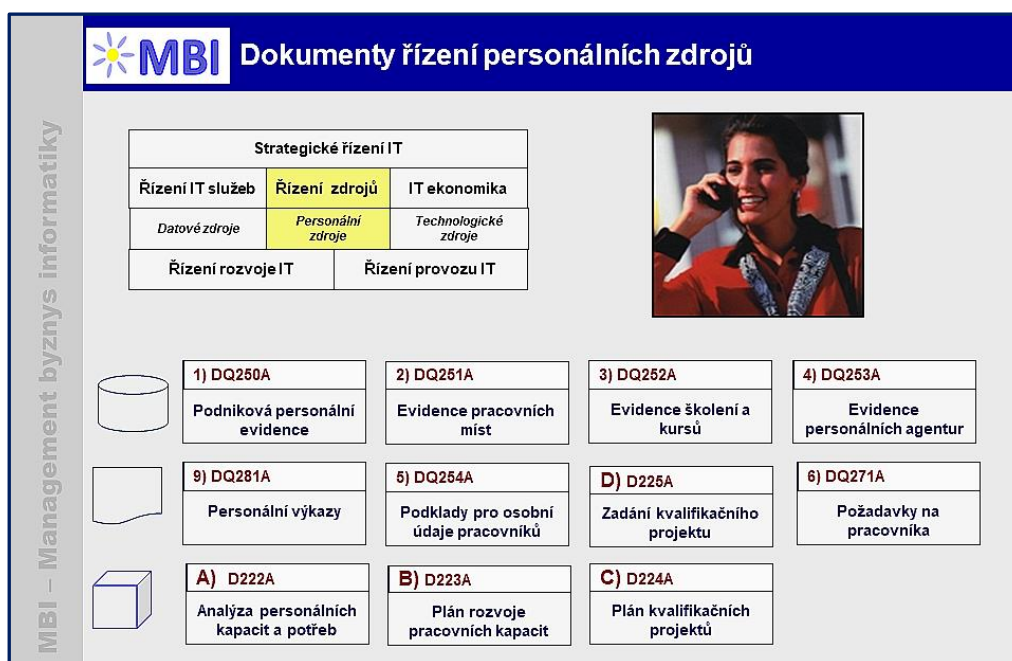 MBI
Dokumenty řízení personálních zdrojů
MBI – Management byznys informatiky
Strategické řízení IT
Řízení IT služeb
Řízení zdrojů
IT ekonomika
Datové zdroje
Personální
zdroje
Technologické
zdroje
Řízení rozvoje IT
Řízení provozu IT
1) DQ250A
Podniková personální
evidence
2) DQ251A
Evidence pracovních
míst
3) DQ252A
Evidence školení a
kursů
4) DQ253A
Evidence
personálních agentur
9) DQ281A
Personální výkazy
5) DQ254A
Podklady pro osobní
údaje pracovníků
D) D225A
Zadání kvalifikačního
projektu
6) DQ271A
Požadavky na
pracovníka
A) D222A
Analýza personálních
kapacit a potřeb
B) D223A
Plán rozvoje
pracovních kapacit
C) D224A
Plán kvalifikačních
projektů